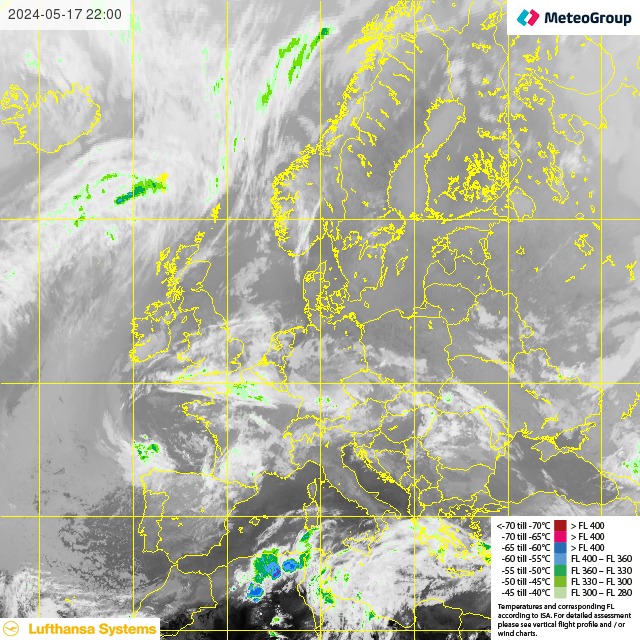 2024-05-17 22:00
MeteoGroup
<-70 till -70°C > FL 400
-70 till -65°C > FL 400
-65 till -60°C > FL 400
-60 till -55°C FL 400 – FL 360
-55 till -50°C FL 360 – FL 330
-50 till -45°C FL 330 – FL 300
-45 till -40°C FL 300 – FL 280
Temperatures and corresponding FL
according to ISA. For detailed assessment
please see vertical flight profile and / or
wind charts.
Lufthansa Systems